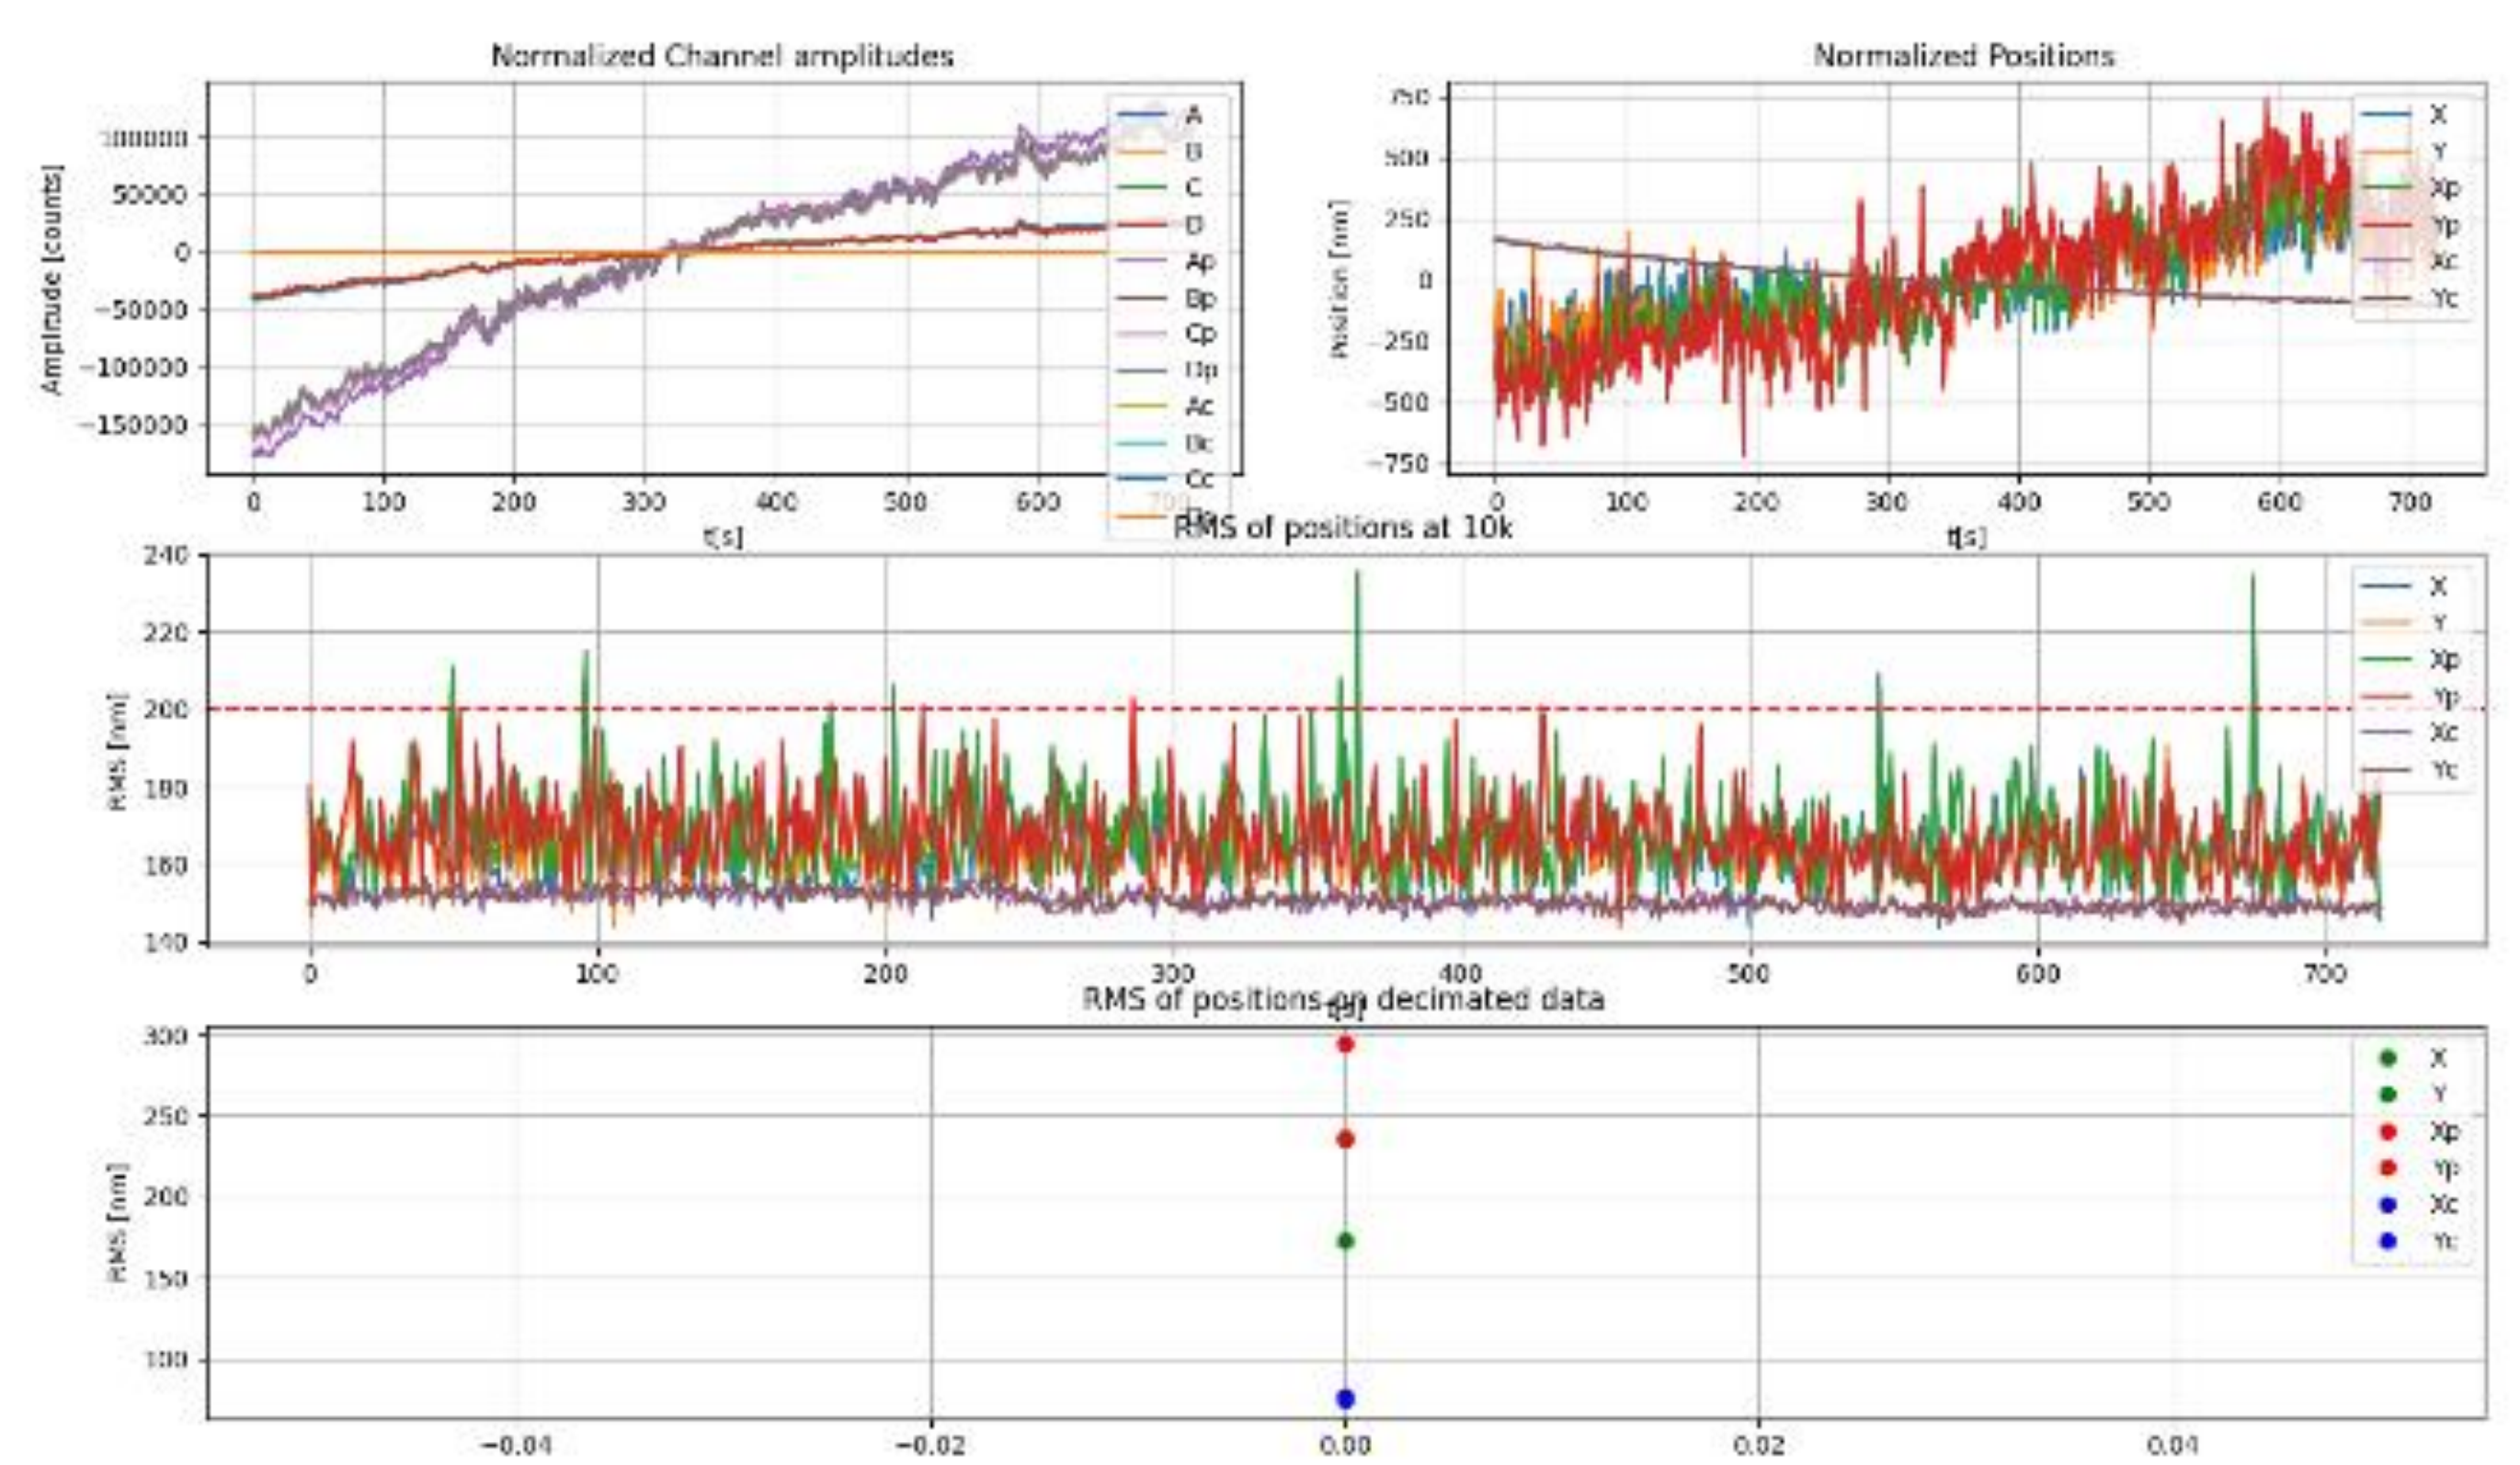 Normalized Channel amplitudes
Amplitude [counts]
100000
50000
0
−50000
−100000
−150000
0 100 200 300 400 500 600 700
t[s]
A
B
C
D
Ap
Bp
Cp
Dp
Ac
Bc
Cc
Normalized Positions
Position [nm]
750
500
250
0
−250
−500
−750
0 100 200 300 400 500 600 700
t[s]
X
Y
Xp
Yp
Xc
Yc
RMS of positions at 10k
RMS [nm]
240
220
200
180
160
140
0 100 200 300 400 500 600 700
t[s]
X
Y
Xp
Yp
Xc
Yc
RMS of positions on decimated data
RMS [nm]
300
250
200
150
100
−0.04 −0.02 0.00 0.02 0.04
X
Y
Xp
Yp
Xc
Yc